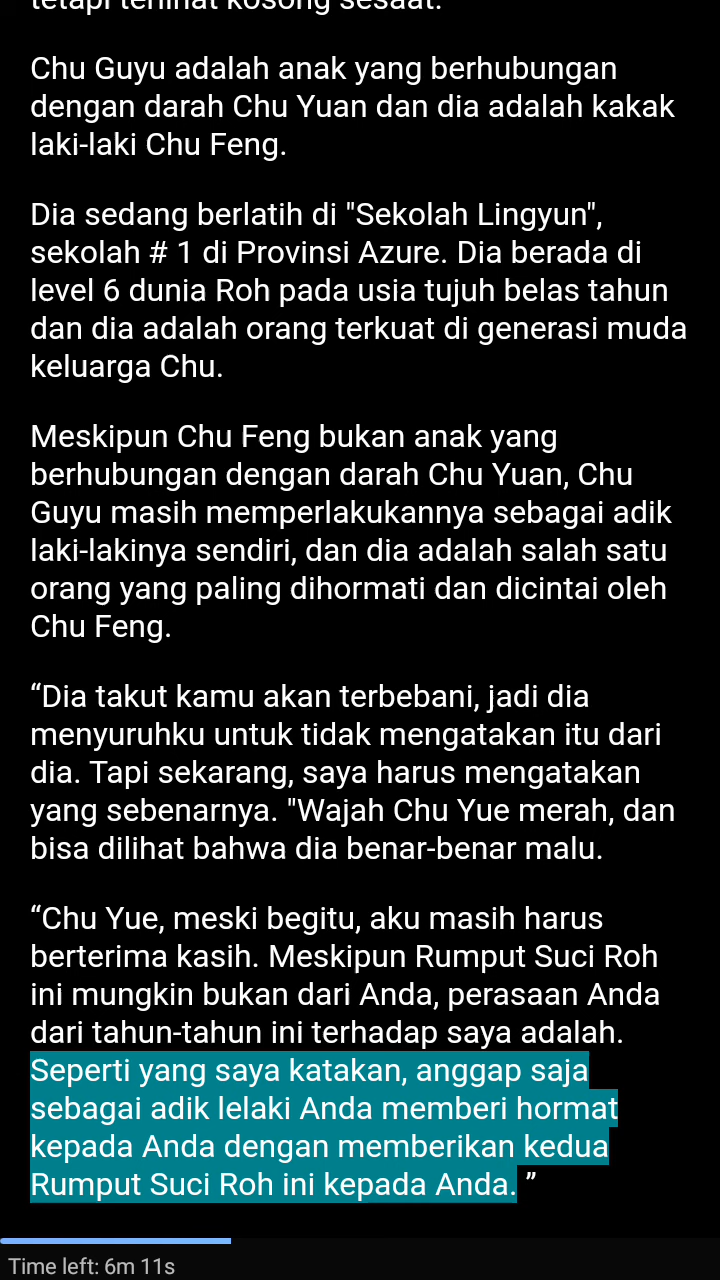 tetapi terlihat kosong sesaat.
Chu Guyu adalah anak yang berhubungan
dengan darah Chu Yuan dan dia adalah kakak
laki-laki Chu Feng.
Dia sedang berlatih di "Sekolah Lingyun",
sekolah # 1 di Provinsi Azure. Dia berada di
level 6 dunia Roh pada usia tujuh belas tahun
dan dia adalah orang terkuat di generasi muda
keluarga Chu.
Meskipun Chu Feng bukan anak yang
berhubungan dengan darah Chu Yuan, Chu
Guyu masih memperlakukannya sebagai adik
laki-lakinya sendiri, dan dia adalah salah satu
orang yang paling dihormati dan dicintai oleh
Chu Feng.
“Dia takut kamu akan terbebani, jadi dia
menyuruhku untuk tidak mengatakan itu dari
dia. Tapi sekarang, saya harus mengatakan
yang sebenarnya. "Wajah Chu Yue merah, dan
bisa dilihat bahwa dia benar-benar malu.
“Chu Yue, meski begitu, aku masih harus
berterima kasih. Meskipun Rumput Suci Roh
ini mungkin bukan dari Anda, perasaan Anda
dari tahun-tahun ini terhadap saya adalah.
Seperti yang saya katakan, anggap saja
sebagai adik lelaki Anda memberi hormat
kepada Anda dengan memberikan kedua
Rumput Suci Roh ini kepada Anda. ”
Time left: 6m 11s